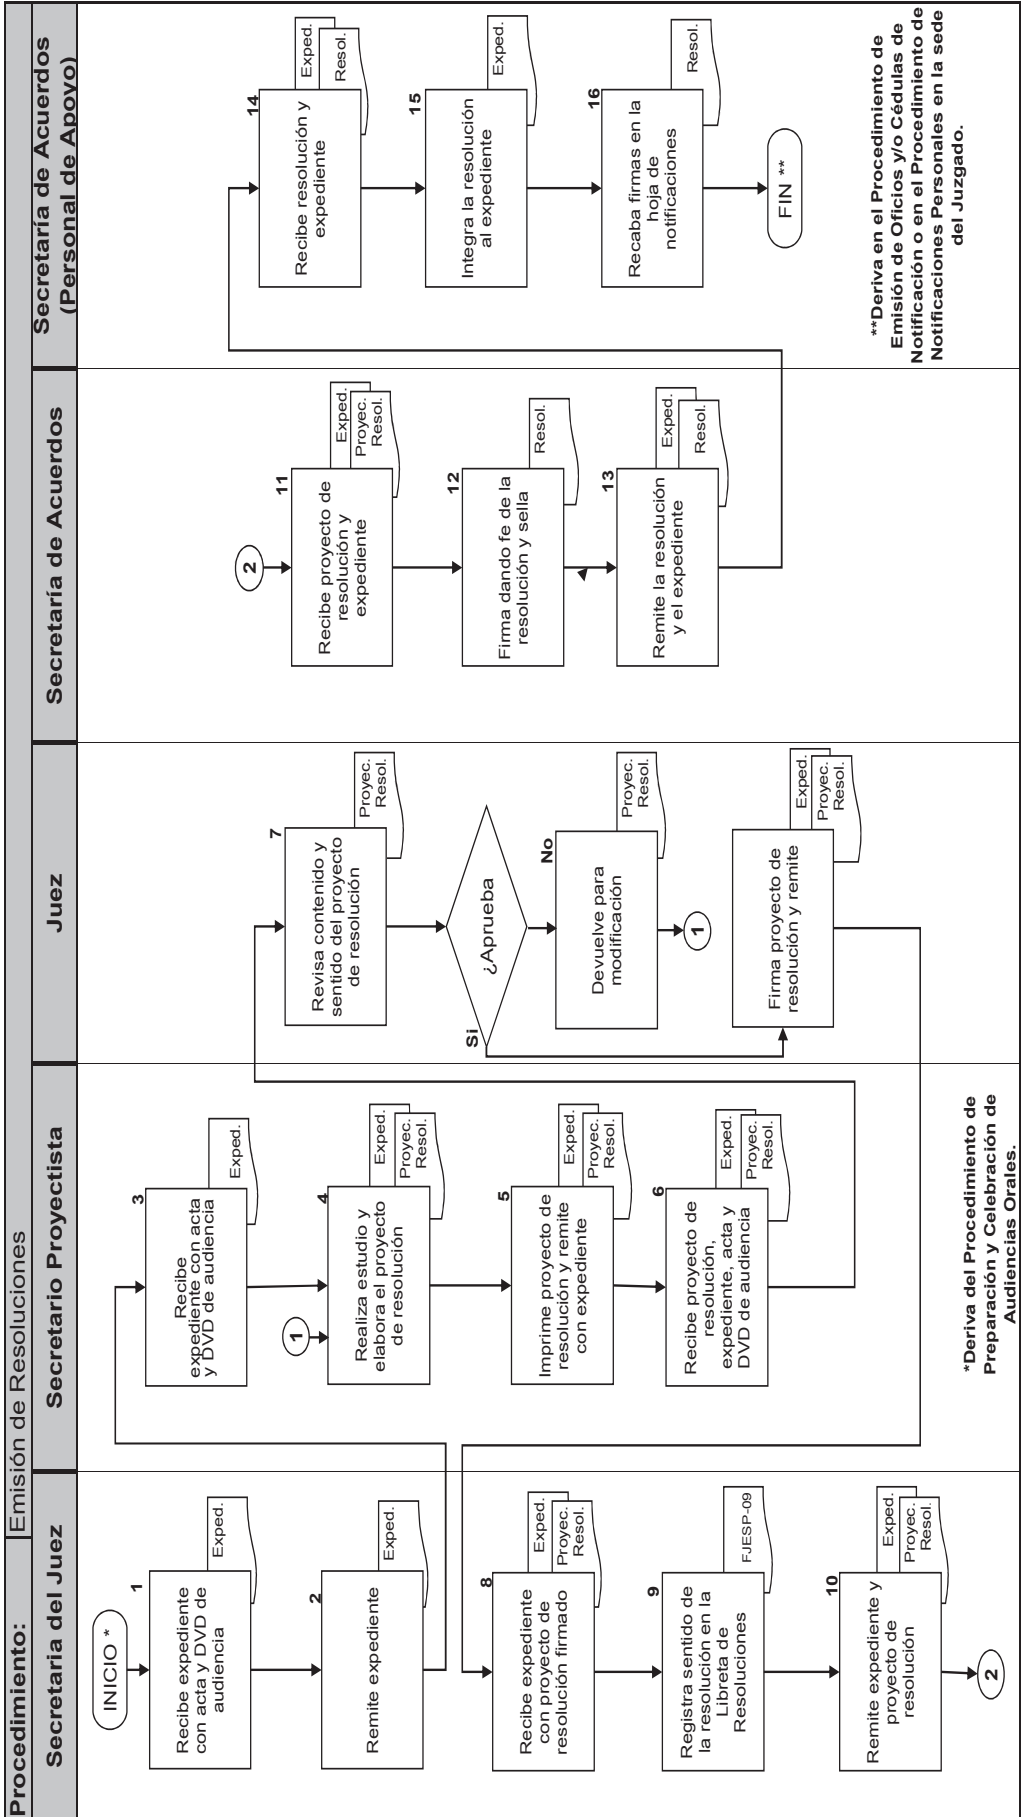 Procedimiento:
Emisión de Resoluciones
Secretaria del Juez
Secretario Proyectista
Juez
Secretaría de Acuerdos
Secretaría de Acuerdos
(Personal de Apoyo)
INICIO *
1
Recibe expediente
con acta y DVD de
audiencia
Exped.
2
Remite expediente
Exped.
8
Recibe expediente
con proyecto de
resolución firmado
Exped.
Proyec.
Resol.
9
Registra sentido de
la resolución en la
Libreta de
Resoluciones
FJESP-09
10
Remite expediente y
proyecto de
resolución
Exped.
Proyec.
Resol.
2
3
Recibe
expediente con acta
y DVD de audiencia
Exped.
1
4
Realiza estudio y
elabora el proyecto
de resolución
Exped.
Proyec.
Resol.
5
Imprime proyecto de
resolución y remite
con expediente
Exped.
Proyec.
Resol.
6
Recibe proyecto de
resolución,
expediente, acta y
DVD de audiencia
Exped.
Proyec.
Resol.
*Deriva del Procedimiento de
Preparación y Celebración de
Audiencias Orales.
7
Revisa contenido y
sentido del proyecto
de resolución
Proyec.
Resol.
¿Aprueba
Si
No
Devuelve para
modificación
Proyec.
Resol.
1
Firma proyecto de
resolución y remite
Exped.
Proyec.
Resol.
2
11
Recibe proyecto de
resolución y
expediente
Exped.
Proyec.
Resol.
12
Firma dando fe de la
resolución y sella
Resol.
13
Remite la resolución
y el expediente
Exped.
Resol.
14
Recibe resolución y
expediente
Exped.
Resol.
15
Integra la resolución
al expediente
Exped.
16
Recaba firmas en la
hoja de
notificaciones
Resol.
FIN **
**Deriva en el Procedimiento de
Emisión de Oficios y/o Cédulas de
Notificación o en el Procedimiento de
Notificaciones Personales en la sede
del Juzgado.